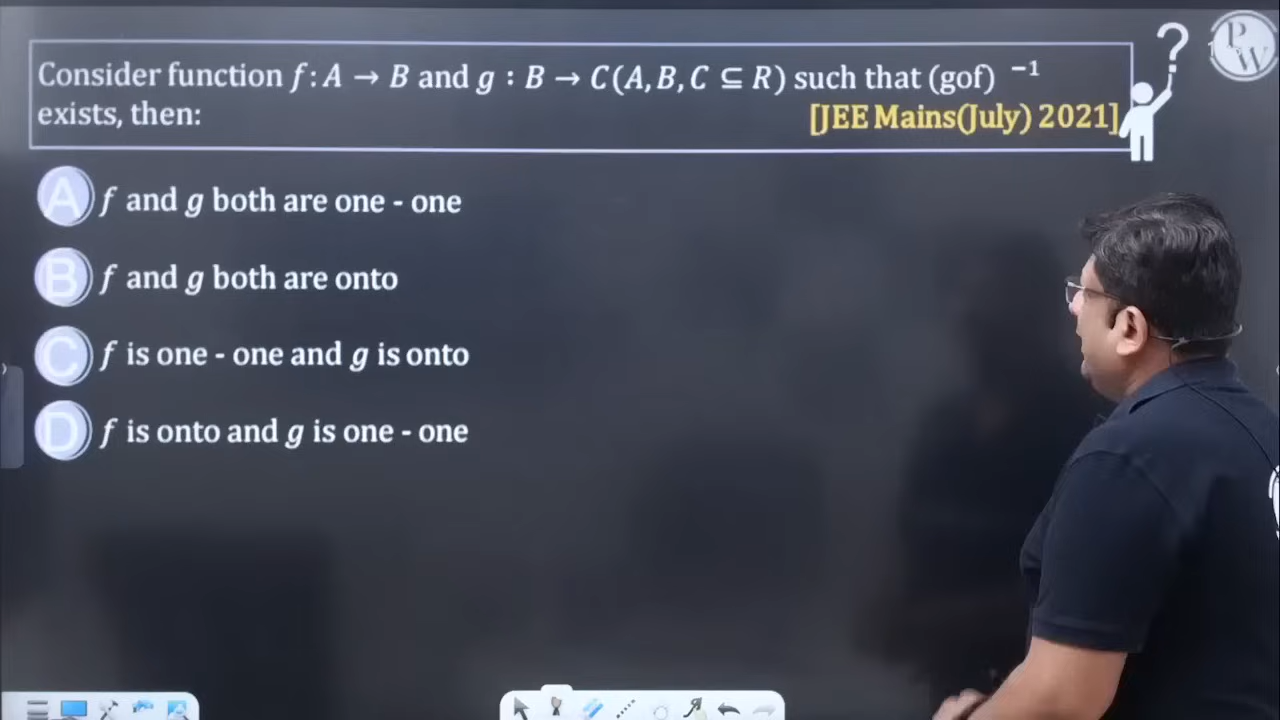 Consider function f : A → B and g : B → C(A, B, C ⊆ R) such that (gof) ⁻¹
exists, then:
[JEE Mains(July) 2021]
?
PW
A f and g both are one - one
B f and g both are onto
C f is one - one and g is onto
D f is onto and g is one - one